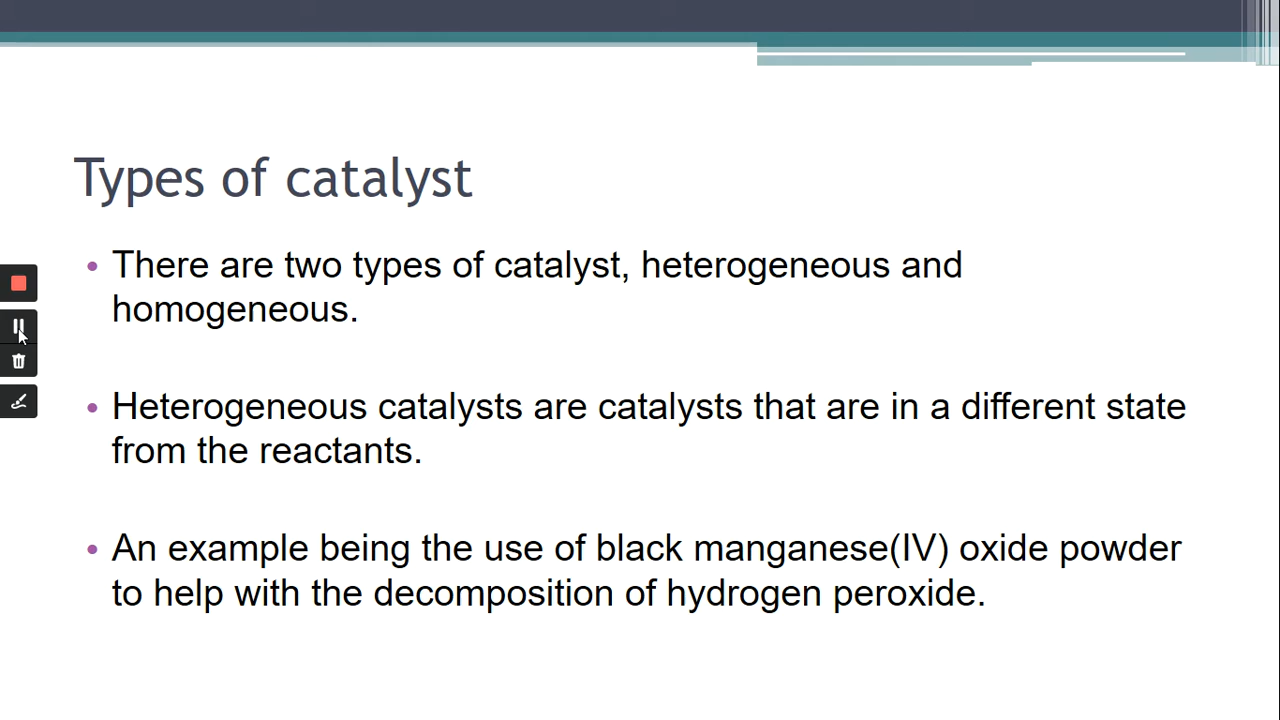 Types of catalyst
• There are two types of catalyst, heterogeneous and
homogeneous.
• Heterogeneous catalysts are catalysts that are in a different state
from the reactants.
• An example being the use of black manganese(IV) oxide powder
to help with the decomposition of hydrogen peroxide.